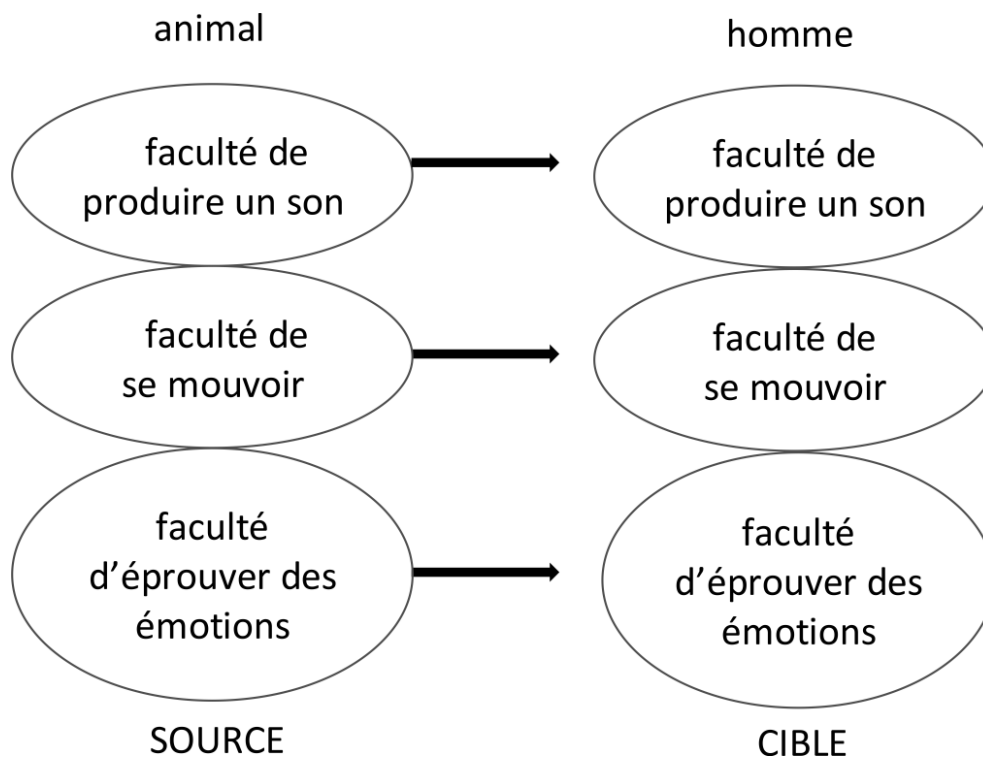 animal
homme
faculté de
produire un son
faculté de
produire un son
faculté de
se mouvoir
faculté de
se mouvoir
faculté
d’éprouver des
émotions
faculté
d’éprouver des
émotions
SOURCE
CIBLE